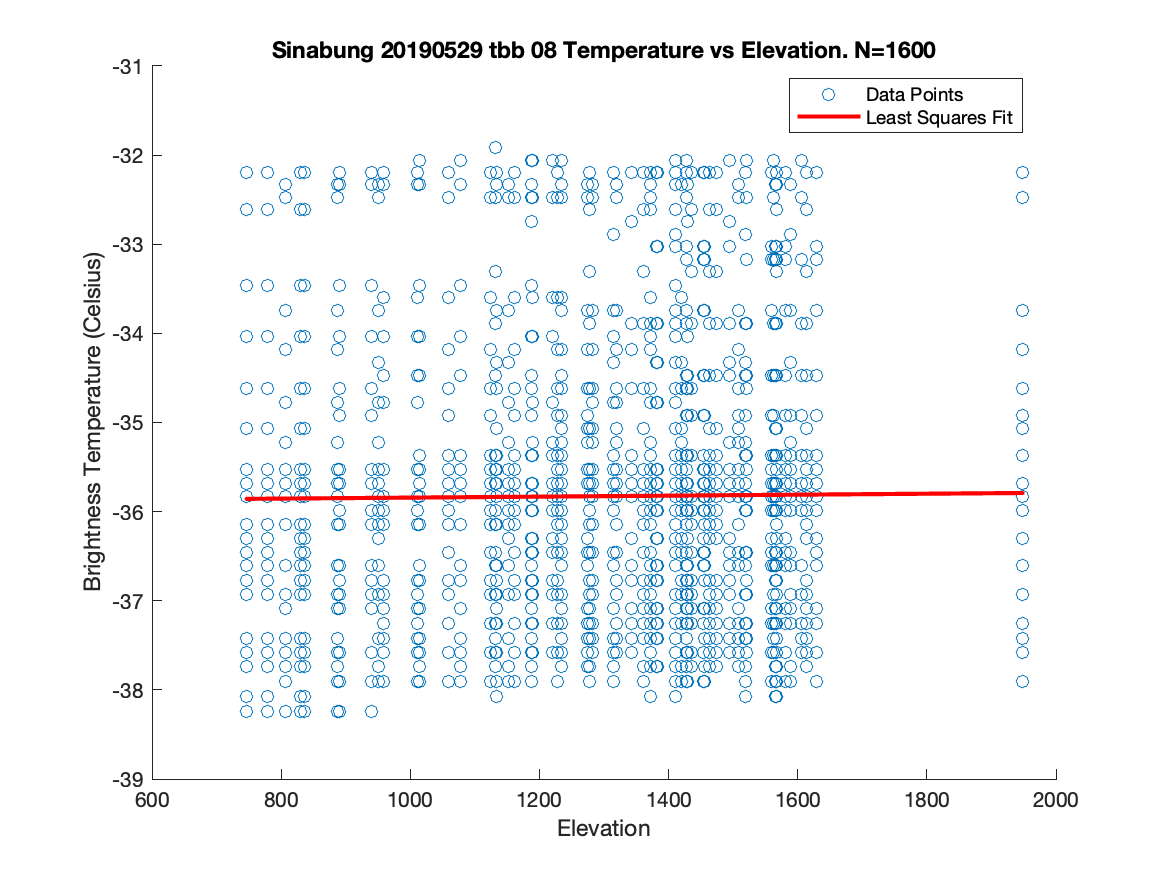 Sinabung 20190529 tbb 08 Temperature vs Elevation. N=1600
Data Points
Least Squares Fit
Brightness Temperature (Celsius)
-31
-32
-33
-34
-35
-36
-37
-38
-39
600 800 1000 1200 1400 1600 1800 2000
Elevation